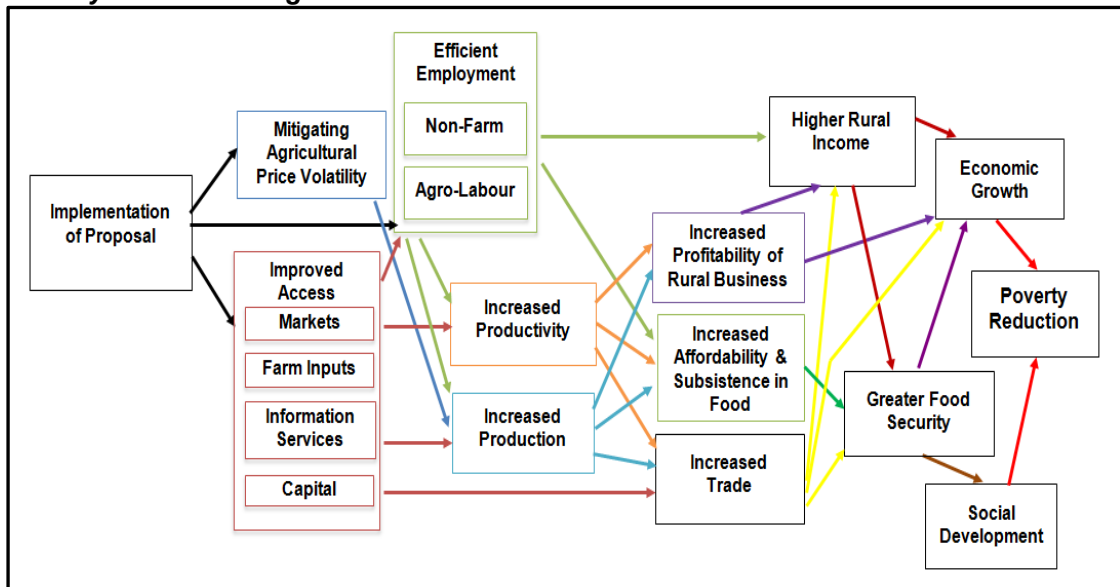 Implementation
of Proposal
Mitigating
Agricultural
Price Volatility
Improved
Access
Markets
Farm Inputs
Information
Services
Capital
Efficient
Employment
Non-Farm
Agro-Labour
Increased
Productivity
Increased
Production
Increased
Profitability of
Rural Business
Increased
Affordability &
Subsistence in
Food
Increased
Trade
Higher Rural
Income
Economic
Growth
Poverty
Reduction
Greater Food
Security
Social
Development